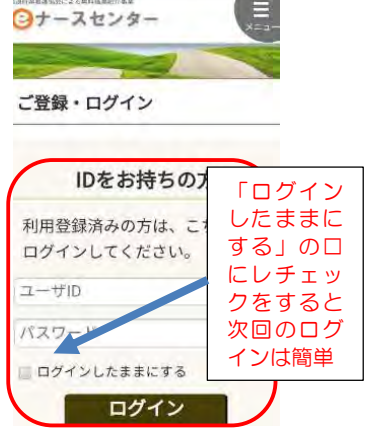 eナースセンター
メニュー
ご登録・ログイン
IDをお持ちの方
利用登録済みの方は、こ
ログインしてください。
ユーザID
パスワード
ログインしたままにする
ログイン
「ログイン
したままに
する」の口
にレチェッ
クをすると
次回のログ
インは簡単